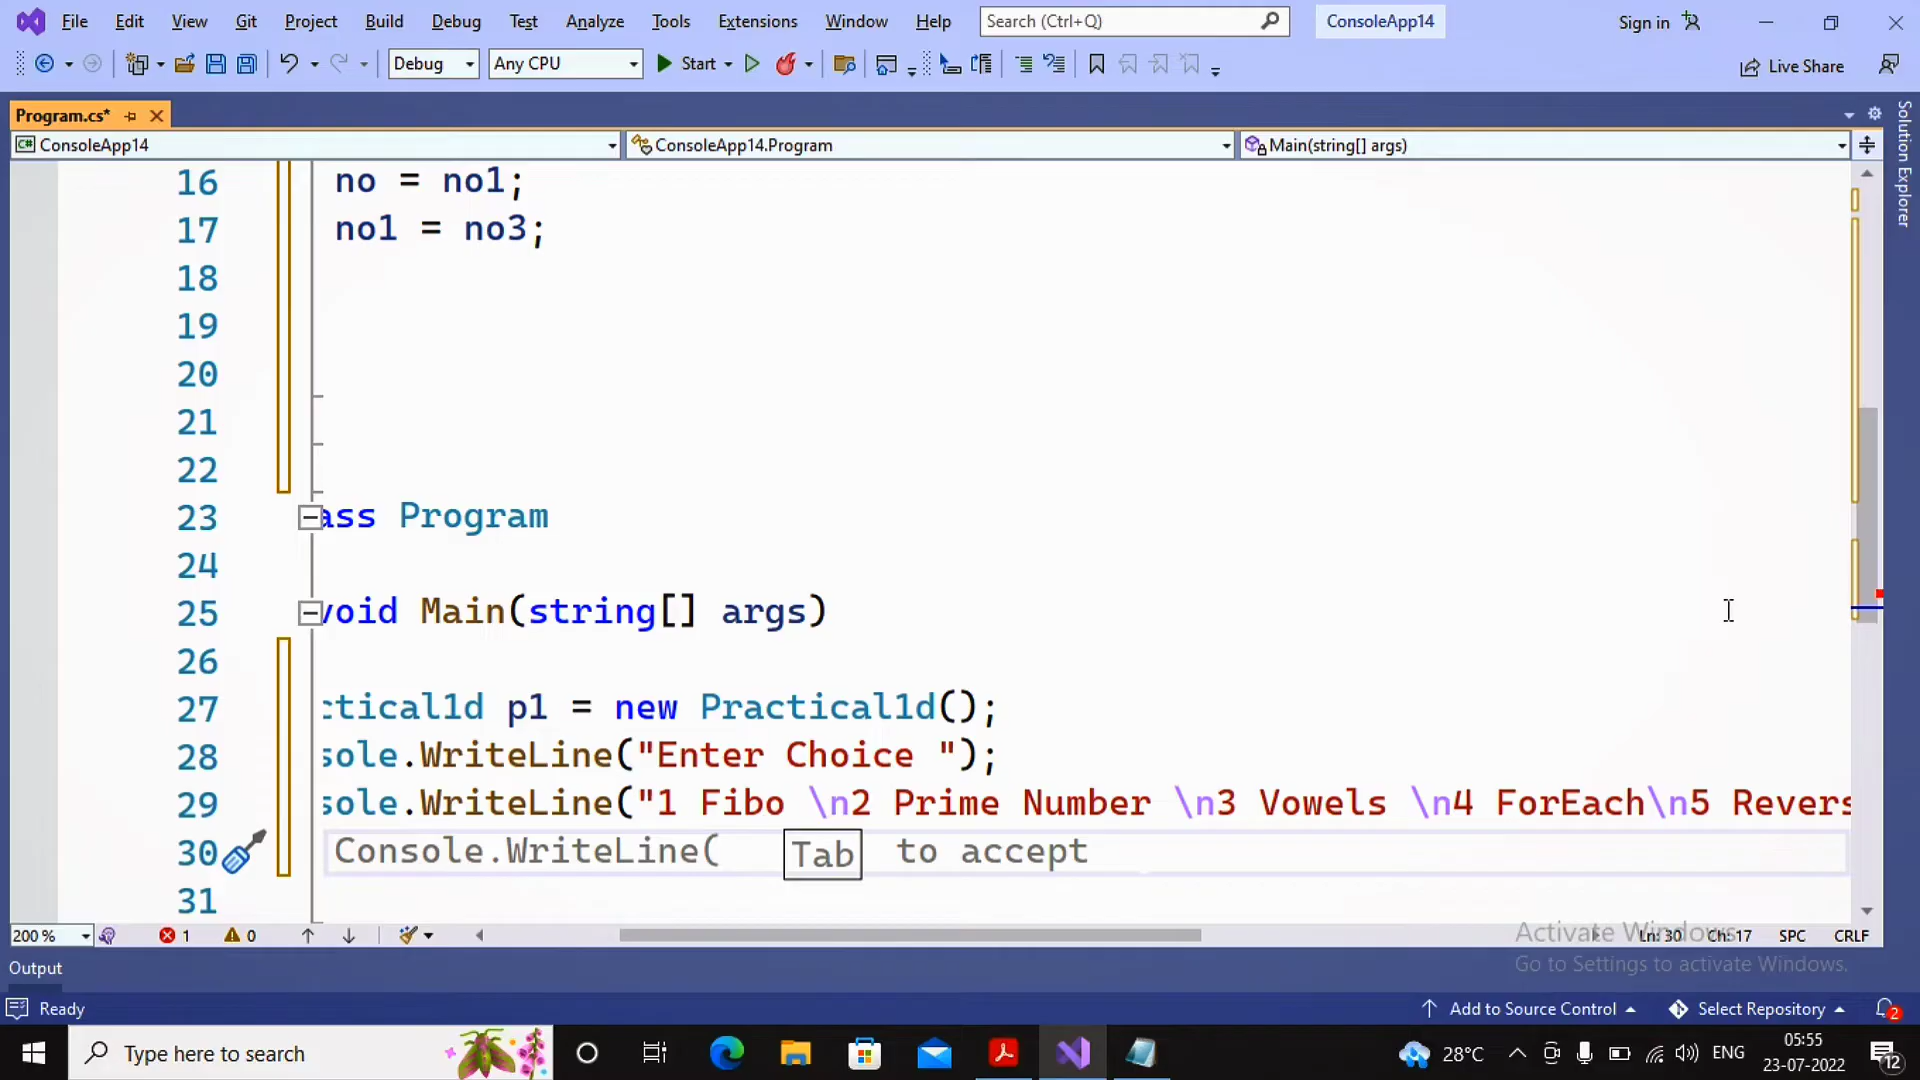 File Edit View Git Project Build Debug Test Analyze Tools Extensions Window Help Search (Ctrl+Q) ConsoleApp14 Sign in
Debug Any CPU Start Live Share
Program.cs*
ConsoleApp14 ConsoleApp14.Program Main(string[] args)
Solution Explorer
16 no = no1;
17 no1 = no3;
18
19
20
21
22
23 ass Program
24
25 void Main(string[] args)
26
27 ctical1d p1 = new Practical1d();
28 sole.WriteLine("Enter Choice ");
29 sole.WriteLine("1 Fibo \n2 Prime Number \n3 Vowels \n4 ForEach\n5 Revers
30 Console.WriteLine( Tab to accept
31
200 % 1 0 Ln: 30 Ch: 17 SPC CRLF
Activate Windows
Go to Settings to activate Windows.
Output
Ready Add to Source Control Select Repository 2
Type here to search 28°C ENG 05:55
23-07-2022 12